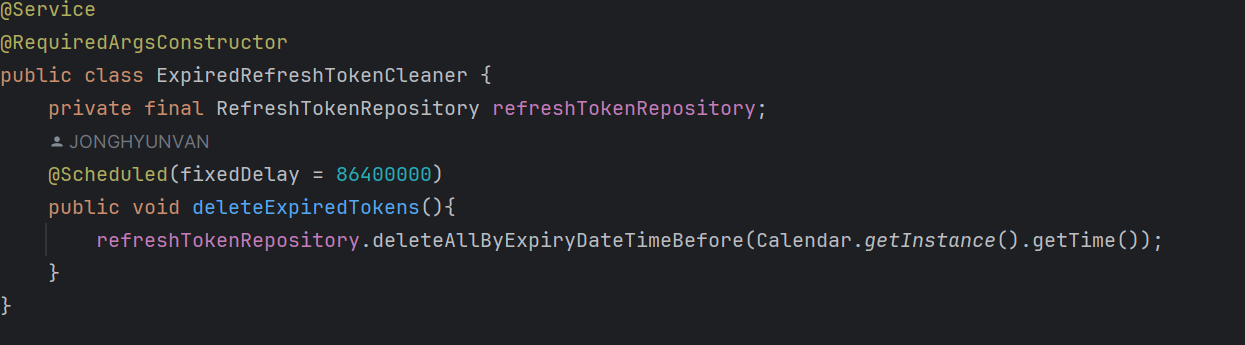 @Service
@RequiredArgsConstructor
public class ExpiredRefreshTokenCleaner {
    private final RefreshTokenRepository refreshTokenRepository;
    JONGHYUNVAN
    @Scheduled(fixedDelay = 86400000)
    public void deleteExpiredTokens(){
        refreshTokenRepository.deleteAllByExpiryDateTimeBefore(Calendar.getInstance().getTime());
    }
}